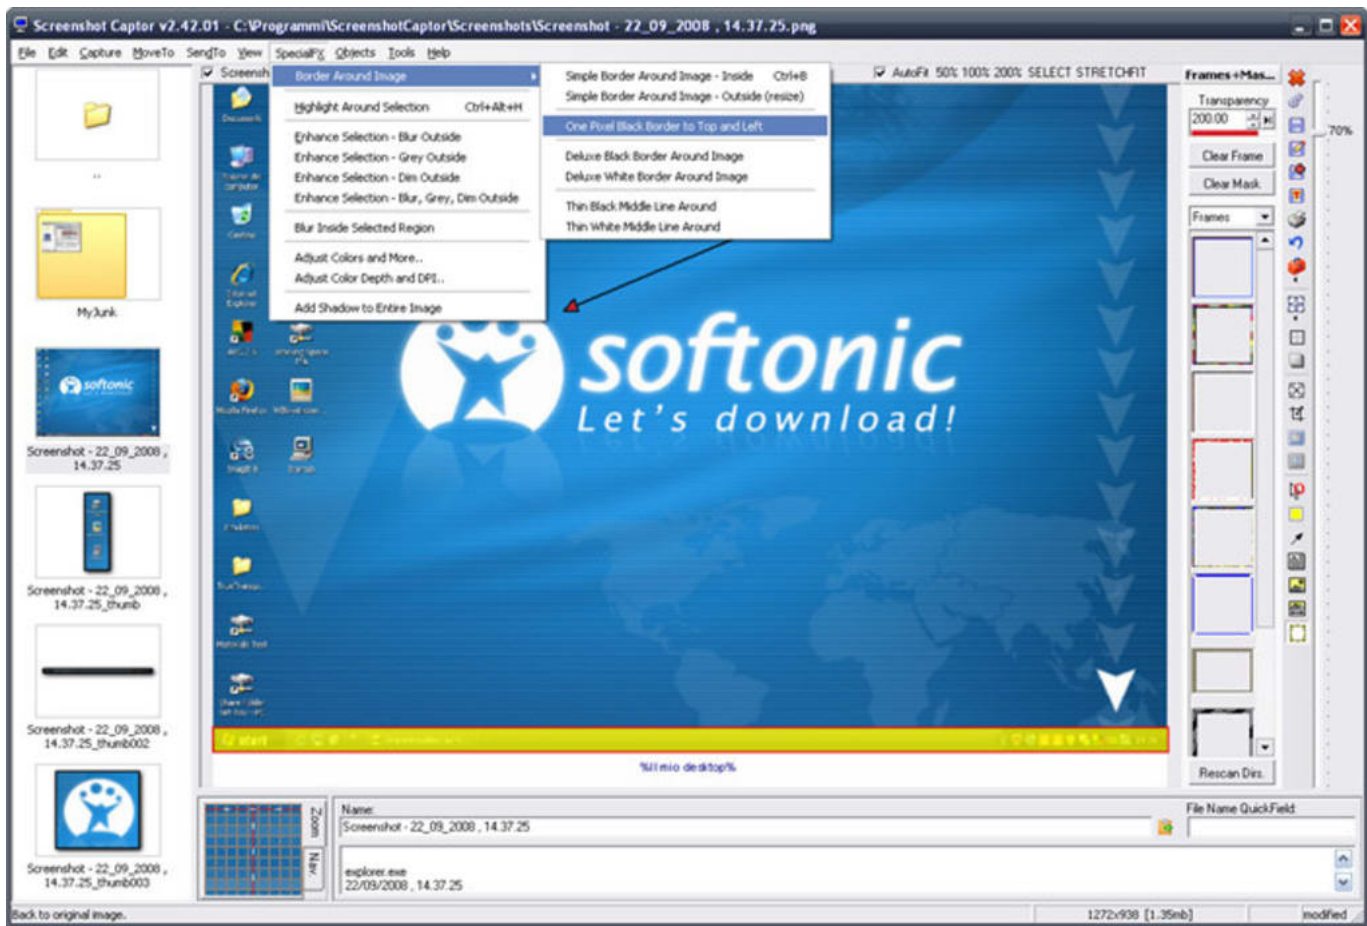 Screenshot Captor v2.42.01 - C:\Programmi\ScreenshotCaptor\Screenshots\Screenshot - 22_09_2008 , 14.37.25.png
File Edit Capture MoveTo SendTo View SpecialFX Objects Tools Help
Screensh
AutoFit 50% 100% 200% SELECT STRETCHFIT
Border Around Image
Highlight Around Selection Ctrl+Alt+H
Enhance Selection - Blur Outside
Enhance Selection - Grey Outside
Enhance Selection - Dim Outside
Enhance Selection - Blur, Grey, Dim Outside
Blur Inside Selected Region
Adjust Colors and More..
Adjust Color Depth and DPI..
Add Shadow to Entire Image
Simple Border Around Image - Inside Ctrl+B
Simple Border Around Image - Outside (resize)
One Pixel Black Border to Top and Left
Deluxe Black Border Around Image
Deluxe White Border Around Image
Thin Black Middle Line Around
Thin White Middle Line Around
..
MyJunk
softonic
Let's download!
Screenshot - 22_09_2008 ,
14.37.25
Screenshot - 22_09_2008 ,
14.37.25_thumb
Screenshot - 22_09_2008 ,
14.37.25_thumb002
Screenshot - 22_09_2008 ,
14.37.25_thumb003
Internet
Explorer
Mozilla Firefox
softonic
Let's download!
start
%Il mio desktop%
Frames+Mas...
Transparency
200.00
Clear Frame
Clear Mask
Frames
Rescan Dirs.
70%
Zoom
Nav.
Name:
Screenshot - 22_09_2008 , 14.37.25
File Name QuickField:
explorer.exe
22/09/2008 , 14.37.25
Back to original image.
1272x938 [1.35mb]
modified